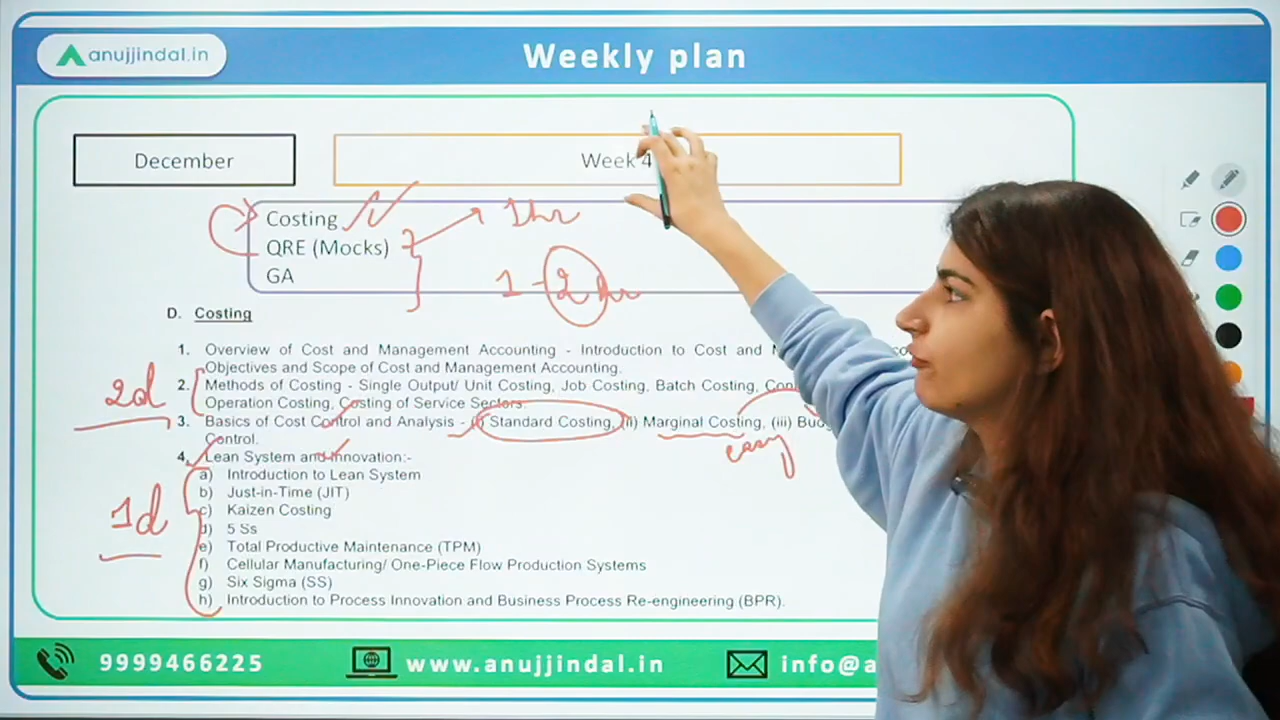 anujjindal.in
Weekly plan
December
Week 4
Costing
QRE (Mocks)
GA
1hr
1 - 2 hr
D. Costing
1. Overview of Cost and Management Accounting - Introduction to Cost and
Objectives and Scope of Cost and Management Accounting.
2. Methods of Costing - Single Output/ Unit Costing, Job Costing, Batch Costing,
Operation Costing, Costing of Service Sectors.
2d
3. Basics of Cost Control and Analysis - (i) Standard Costing, (ii) Marginal Costing, (iii)
Control.
easy
4. Lean System and Innovation:-
a) Introduction to Lean System
b) Just-in-Time (JIT)
c) Kaizen Costing
1d
d) 5 Ss
e) Total Productive Maintenance (TPM)
f) Cellular Manufacturing/ One-Piece Flow Production Systems
g) Six Sigma (SS)
h) Introduction to Process Innovation and Business Process Re-engineering (BPR).
9999466225
www.anujjindal.in
info@a